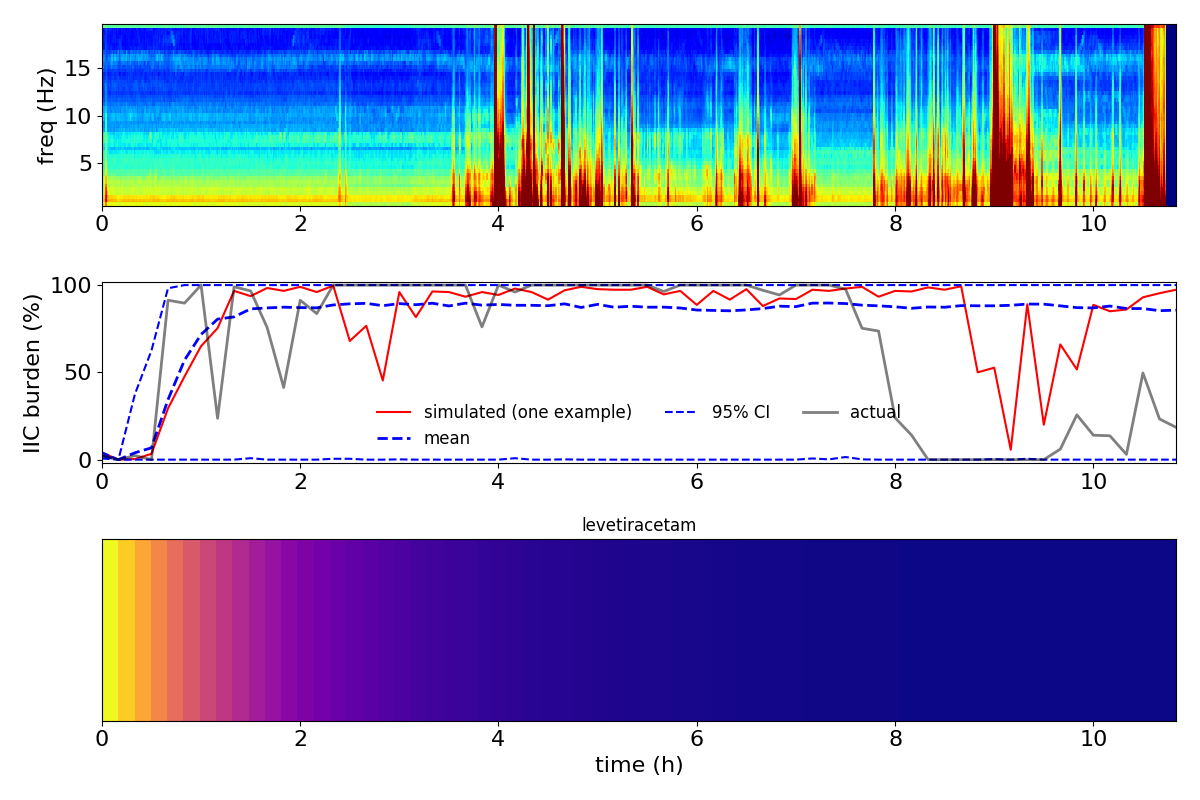 freq (Hz)
15
10
5
0 2 4 6 8 10
IIC burden (%)
100
50
0
simulated (one example)
mean
95% CI
actual
0 2 4 6 8 10
levetiracetam
0 2 4 6 8 10
time (h)